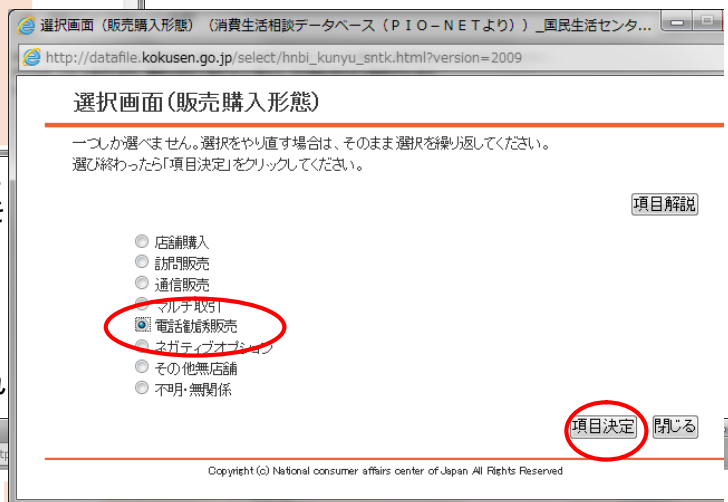 選択画面（販売購入形態）（消費生活相談データベース（ＰＩＯ－ＮＥＴより））_国民生活センタ...
http://datafile.kokusen.go.jp/select/hnbi_kunyu_sntk.html?version=2009
選択画面(販売購入形態)
一つしか選べません。選択をやり直す場合は、そのまま選択を繰り返してください。
選び終わったら「項目決定」をクリックしてください。
項目解説
店舗購入
訪問販売
通信販売
マルチ取引
電話勧誘販売
ネガティブオプション
その他無店舗
不明・無関係
項目決定 閉じる
Copyright (c) National consumer affairs center of Japan All Rights Reserved